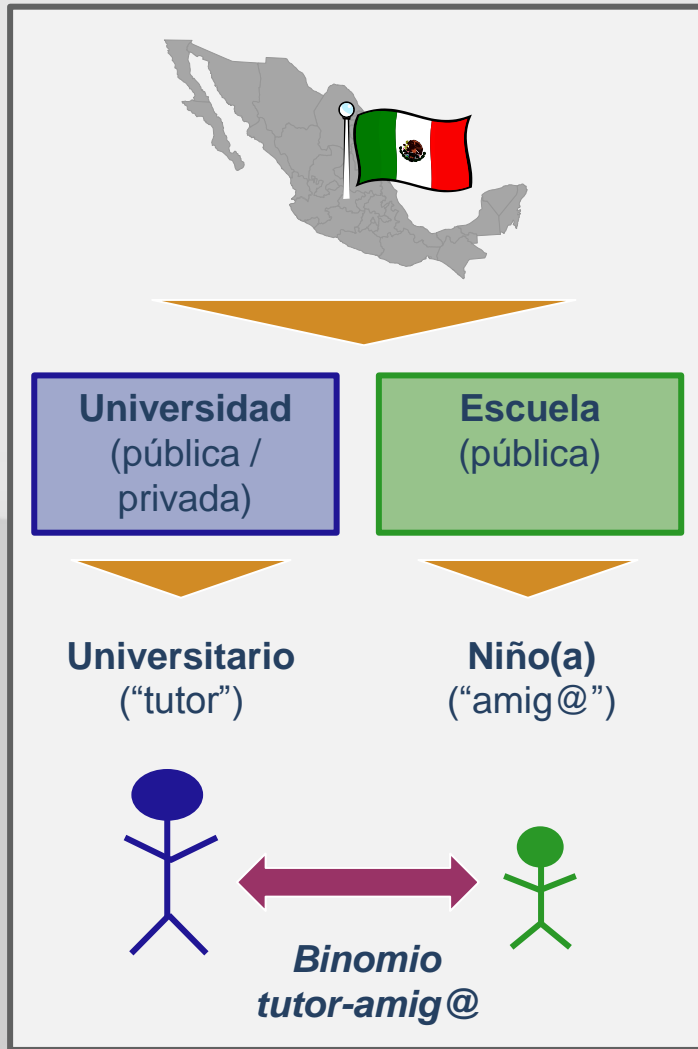 Universidad
(pública /
privada)
Escuela
(pública)
Universitario
(“tutor”)
Niño(a)
(“amig@”)
Binomio
tutor-amig@